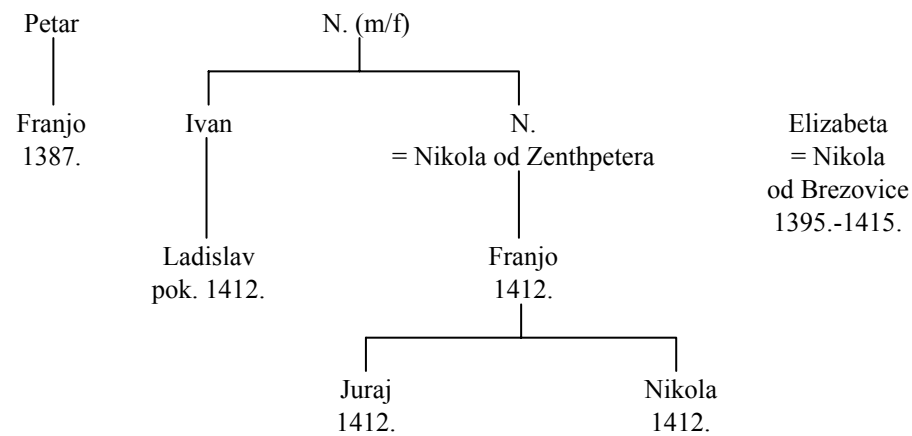 Petar
N. (m/f)
Franjo
1387.
Ivan
N.
= Nikola od Zenthpetera
Elizabeta
= Nikola
od Brezovice
1395.-1415.
Ladislav
pok. 1412.
Franjo
1412.
Juraj
1412.
Nikola
1412.